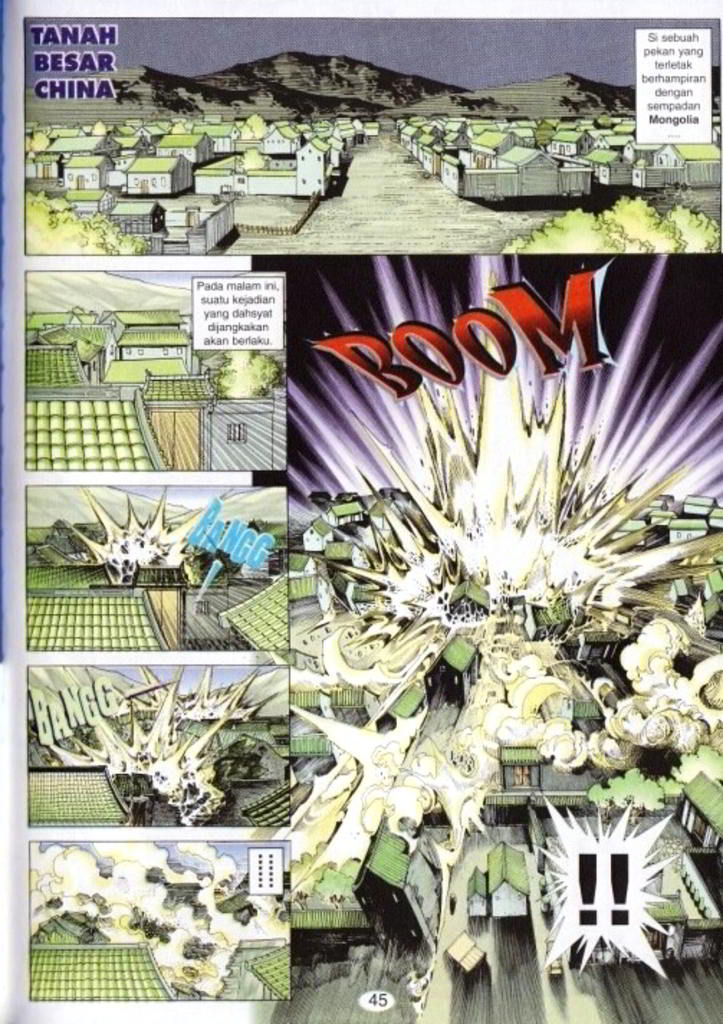 TANAH
BESAR
CHINA
Si sebuah
pekan yang
terletak
berhampiran
dengan
sempadan
Mongolia
....
Pada malam ini,
suatu kejadian
yang dahsyat
dijangkakan
akan berlaku.
BOOM
BANGG
!
BANGG
!!
45